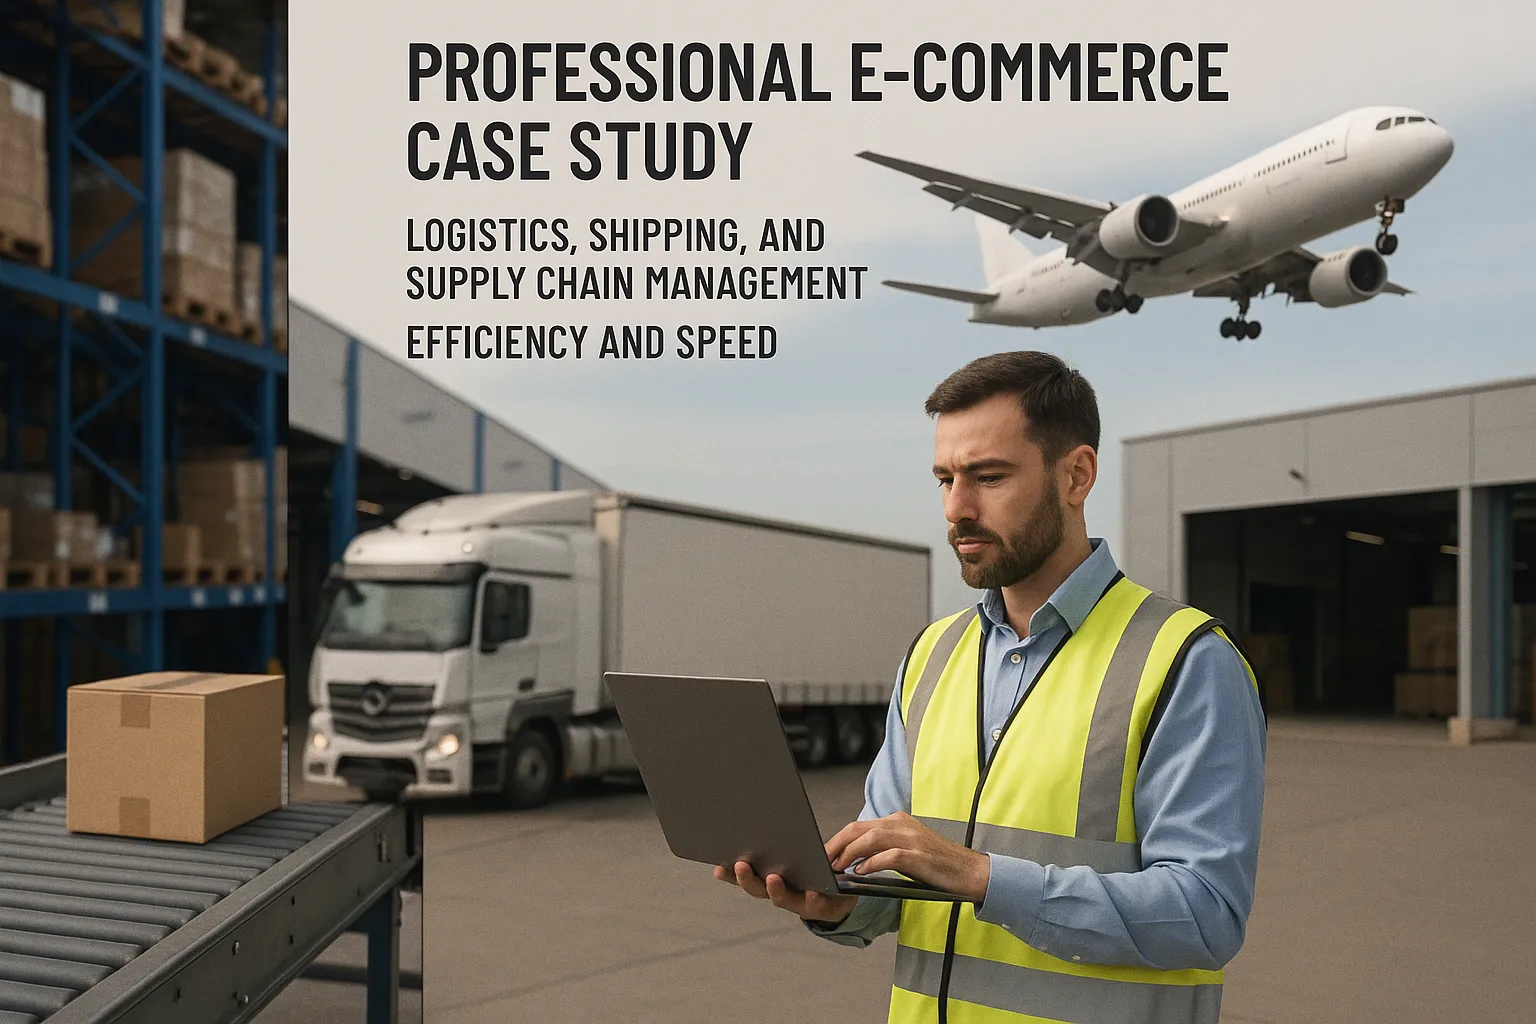 PROFESSIONAL E-COMMERCE
CASE STUDY
LOGISTICS, SHIPPING, AND
SUPPLY CHAIN MANAGEMENT
EFFICIENCY AND SPEED